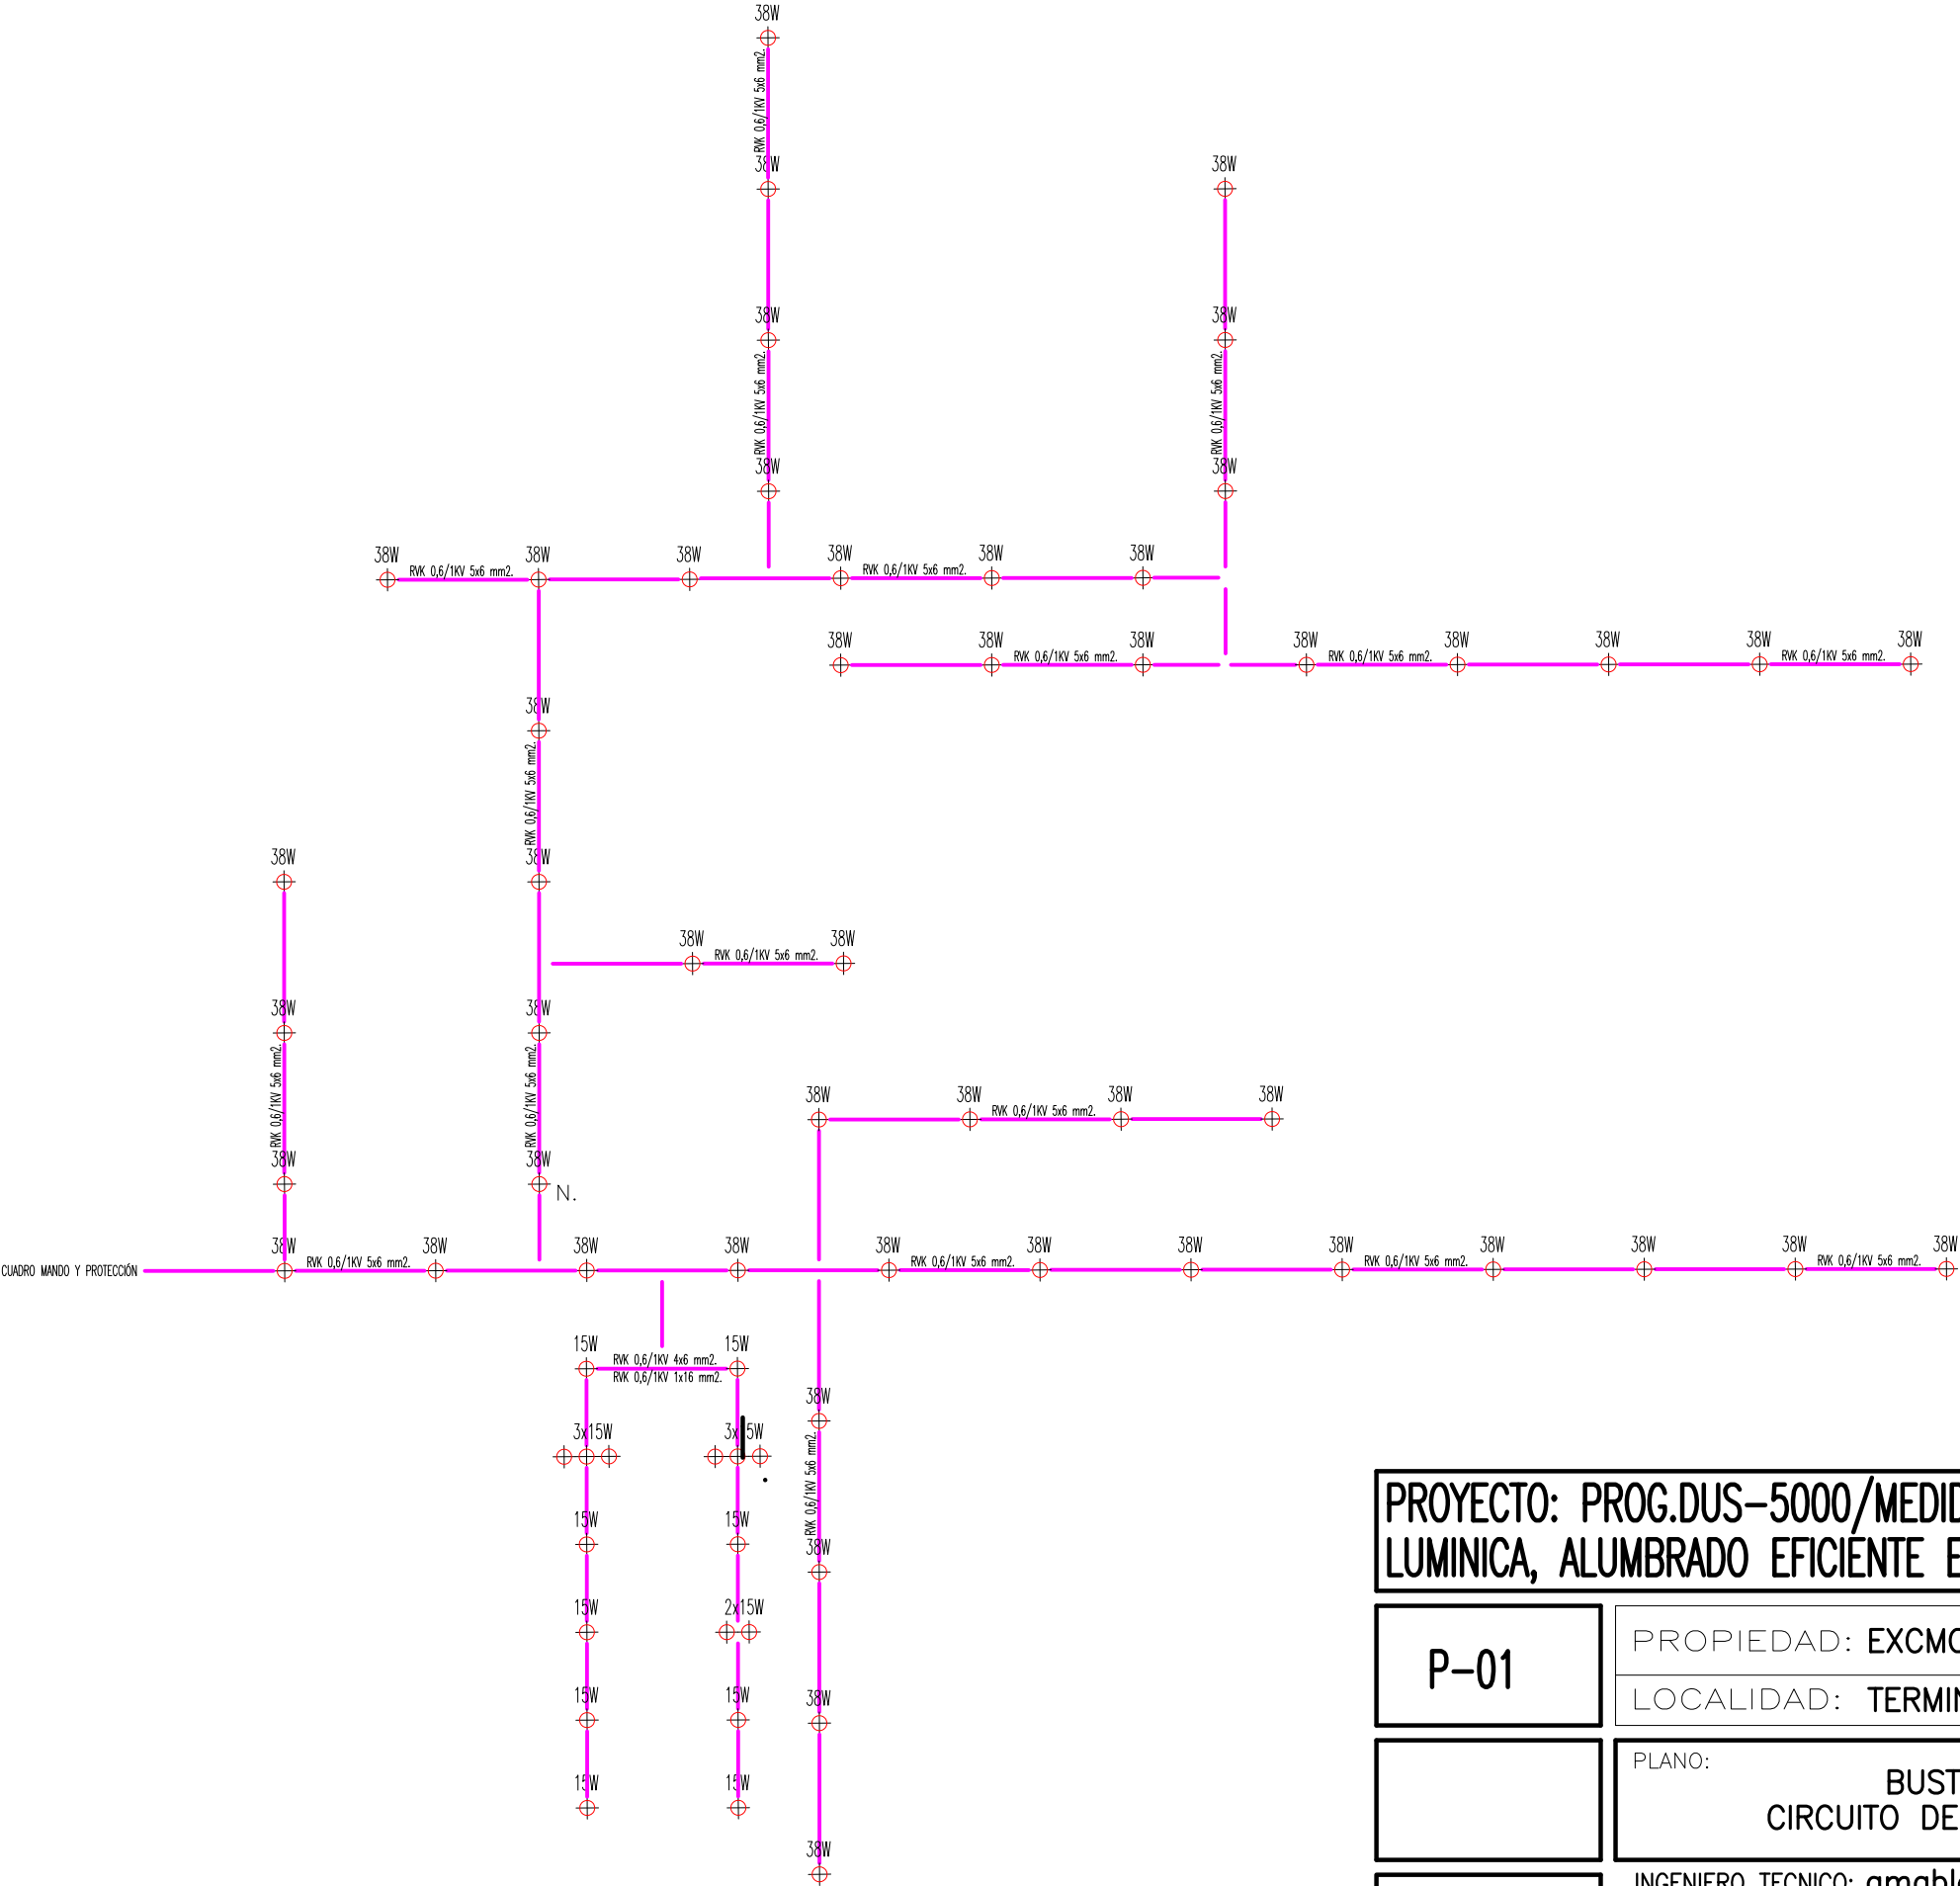 38W
RVK 0,6/1KV 5x6 mm2.
38W
38W
38W
38W
RVK 0,6/1KV 5x6 mm2.
RVK 0,6/1KV 5x6 mm2.
38W
38W
38W
RVK 0,6/1KV 5x6 mm2.
38W
38W
38W
RVK 0,6/1KV 5x6 mm2.
38W
38W
38W
38W
RVK 0,6/1KV 5x6 mm2.
38W
38W
RVK 0,6/1KV 5x6 mm2.
38W
38W
38W
RVK 0,6/1KV 5x6 mm2.
38W
38W
RVK 0,6/1KV 5x6 mm2.
38W
38W
38W
38W
RVK 0,6/1KV 5x6 mm2.
38W
38W
38W
RVK 0,6/1KV 5x6 mm2.
RVK 0,6/1KV 5x6 mm2.
38W
38W
RVK 0,6/1KV 5x6 mm2.
38W
38W
38W
38W
N.
CUADRO MANDO Y PROTECCIÓN
38W
RVK 0,6/1KV 5x6 mm2.
38W
38W
38W
38W
RVK 0,6/1KV 5x6 mm2.
38W
38W
38W
RVK 0,6/1KV 5x6 mm2.
38W
38W
38W
RVK 0,6/1KV 5x6 mm2.
38W
15W
RVK 0,6/1KV 4x6 mm2.
RVK 0,6/1KV 1x16 mm2.
15W
38W
3x15W
3x15W
RVK 0,6/1KV 5x6 mm2.
15W
15W
38W
15W
2x15W
15W
15W
38W
15W
15W
38W
PROYECTO: PROG.DUS-5000/MEDID
LUMINICA, ALUMBRADO EFICIENTE E
P-01
PROPIEDAD: EXCMO
LOCALIDAD: TERMIN
PLANO:
BUST
CIRCUITO DE
INGENIERO TECNICO: